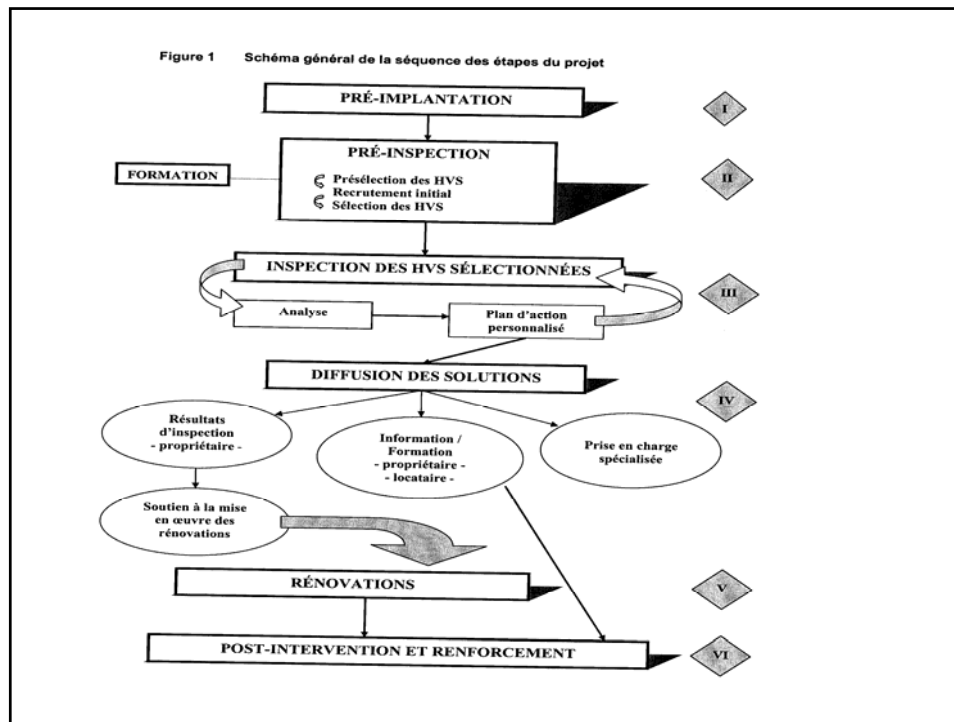 Figure 1 Schéma général de la séquence des étapes du projet
PRÉ-IMPLANTATION
I
PRÉ-INSPECTION
FORMATION
Présélection des HVS
Recrutement initial
Sélection des HVS
II
INSPECTION DES HVS SÉLECTIONNÉES
III
Analyse
Plan d'action
personnalisé
DIFFUSION DES SOLUTIONS
IV
Résultats
d'inspection
- propriétaire -
Information /
Formation
- propriétaire -
- locataire -
Prise en charge
spécialisée
Soutien à la mise
en œuvre des
rénovations
RÉNOVATIONS
V
POST-INTERVENTION ET RENFORCEMENT
VI